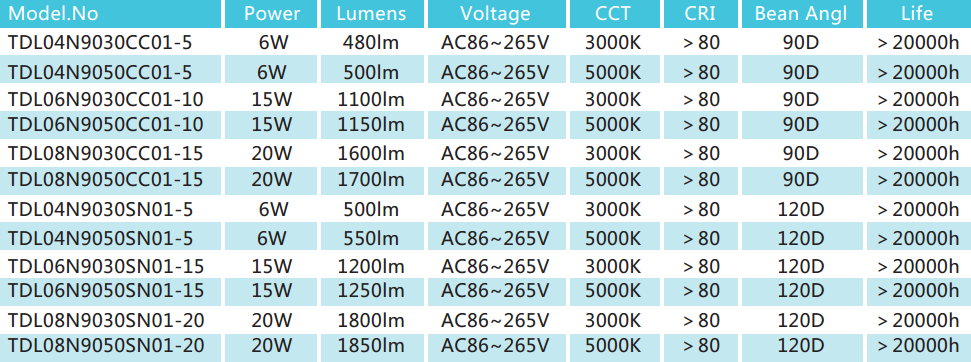 Model.No Power Lumens Voltage CCT CRI Bean Angl Life
TDL04N9030CC01-5 6W 480lm AC86~265V 3000K >80 90D >20000h
TDL04N9050CC01-5 6W 500lm AC86~265V 5000K >80 90D >20000h
TDL06N9030CC01-10 15W 1100lm AC86~265V 3000K >80 90D >20000h
TDL06N9050CC01-10 15W 1150lm AC86~265V 5000K >80 90D >20000h
TDL08N9030CC01-15 20W 1600lm AC86~265V 3000K >80 90D >20000h
TDL08N9050CC01-15 20W 1700lm AC86~265V 5000K >80 90D >20000h
TDL04N9030SN01-5 6W 500lm AC86~265V 3000K >80 120D >20000h
TDL04N9050SN01-5 6W 550lm AC86~265V 5000K >80 120D >20000h
TDL06N9030SN01-15 15W 1200lm AC86~265V 3000K >80 120D >20000h
TDL06N9050SN01-15 15W 1250lm AC86~265V 5000K >80 120D >20000h
TDL08N9030SN01-20 20W 1800lm AC86~265V 3000K >80 120D >20000h
TDL08N9050SN01-20 20W 1850lm AC86~265V 5000K >80 120D >20000h